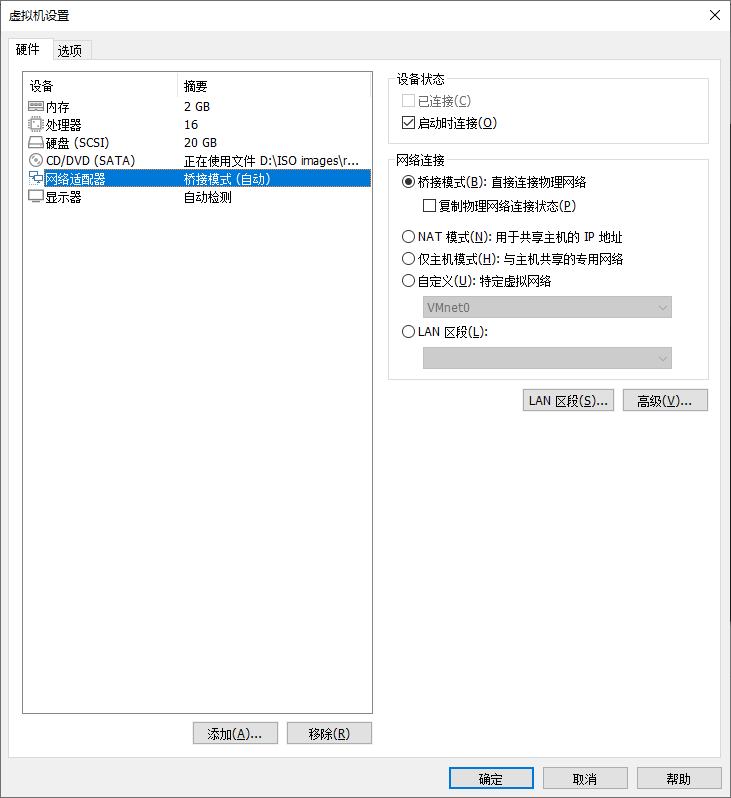 虚拟机设置
硬件 选项
设备 摘要
内存 2 GB
处理器 16
硬盘 (SCSI) 20 GB
CD/DVD (SATA) 正在使用文件 D:\ISO images\r...
网络适配器 桥接模式 (自动)
显示器 自动检测
设备状态
已连接(C)
启动时连接(O)
网络连接
桥接模式(B): 直接连接物理网络
复制物理网络连接状态(P)
NAT 模式(N): 用于共享主机的 IP 地址
仅主机模式(H): 与主机共享的专用网络
自定义(U): 特定虚拟网络
VMnet0
LAN 区段(L):
LAN 区段(S)... 高级(V)...
添加(A)... 移除(R)
确定 取消 帮助